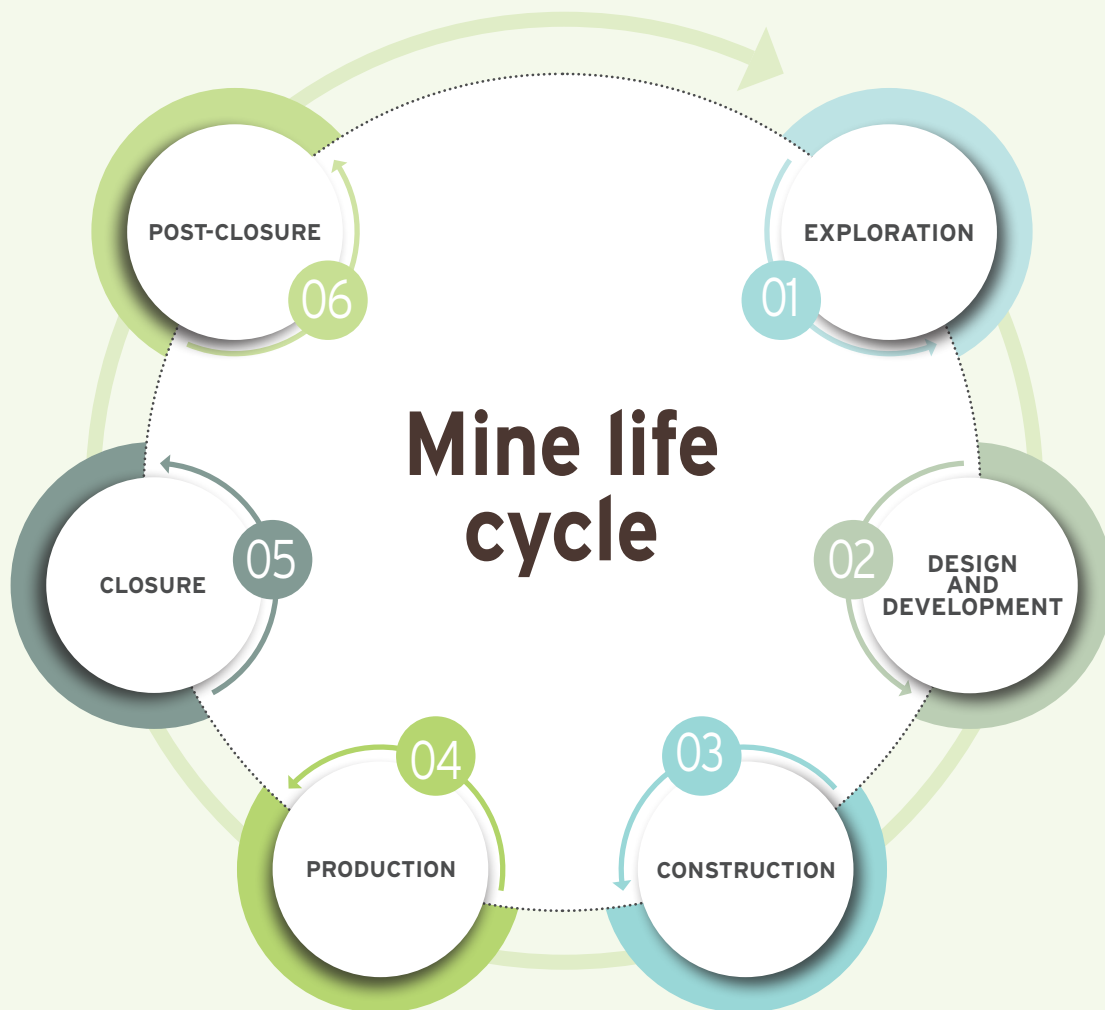 Mine life
cycle
EXPLORATION
01
DESIGN
AND
DEVELOPMENT
02
CONSTRUCTION
03
PRODUCTION
04
CLOSURE
05
POST-CLOSURE
06